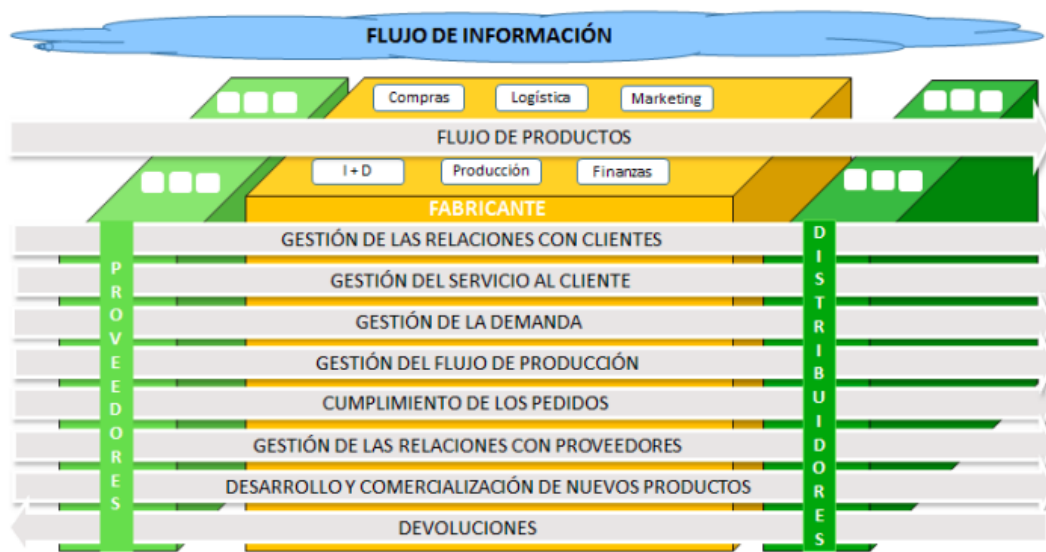 FLUJO DE INFORMACIÓN
Compras
Logística
Marketing
FLUJO DE PRODUCTOS
I + D
Producción
Finanzas
FABRICANTE
GESTIÓN DE LAS RELACIONES CON CLIENTES
GESTIÓN DEL SERVICIO AL CLIENTE
GESTIÓN DE LA DEMANDA
GESTIÓN DEL FLUJO DE PRODUCCIÓN
CUMPLIMIENTO DE LOS PEDIDOS
GESTIÓN DE LAS RELACIONES CON PROVEEDORES
DESARROLLO Y COMERCIALIZACIÓN DE NUEVOS PRODUCTOS
DEVOLUCIONES
PROVEEDORES
DISTRIBUIDORES